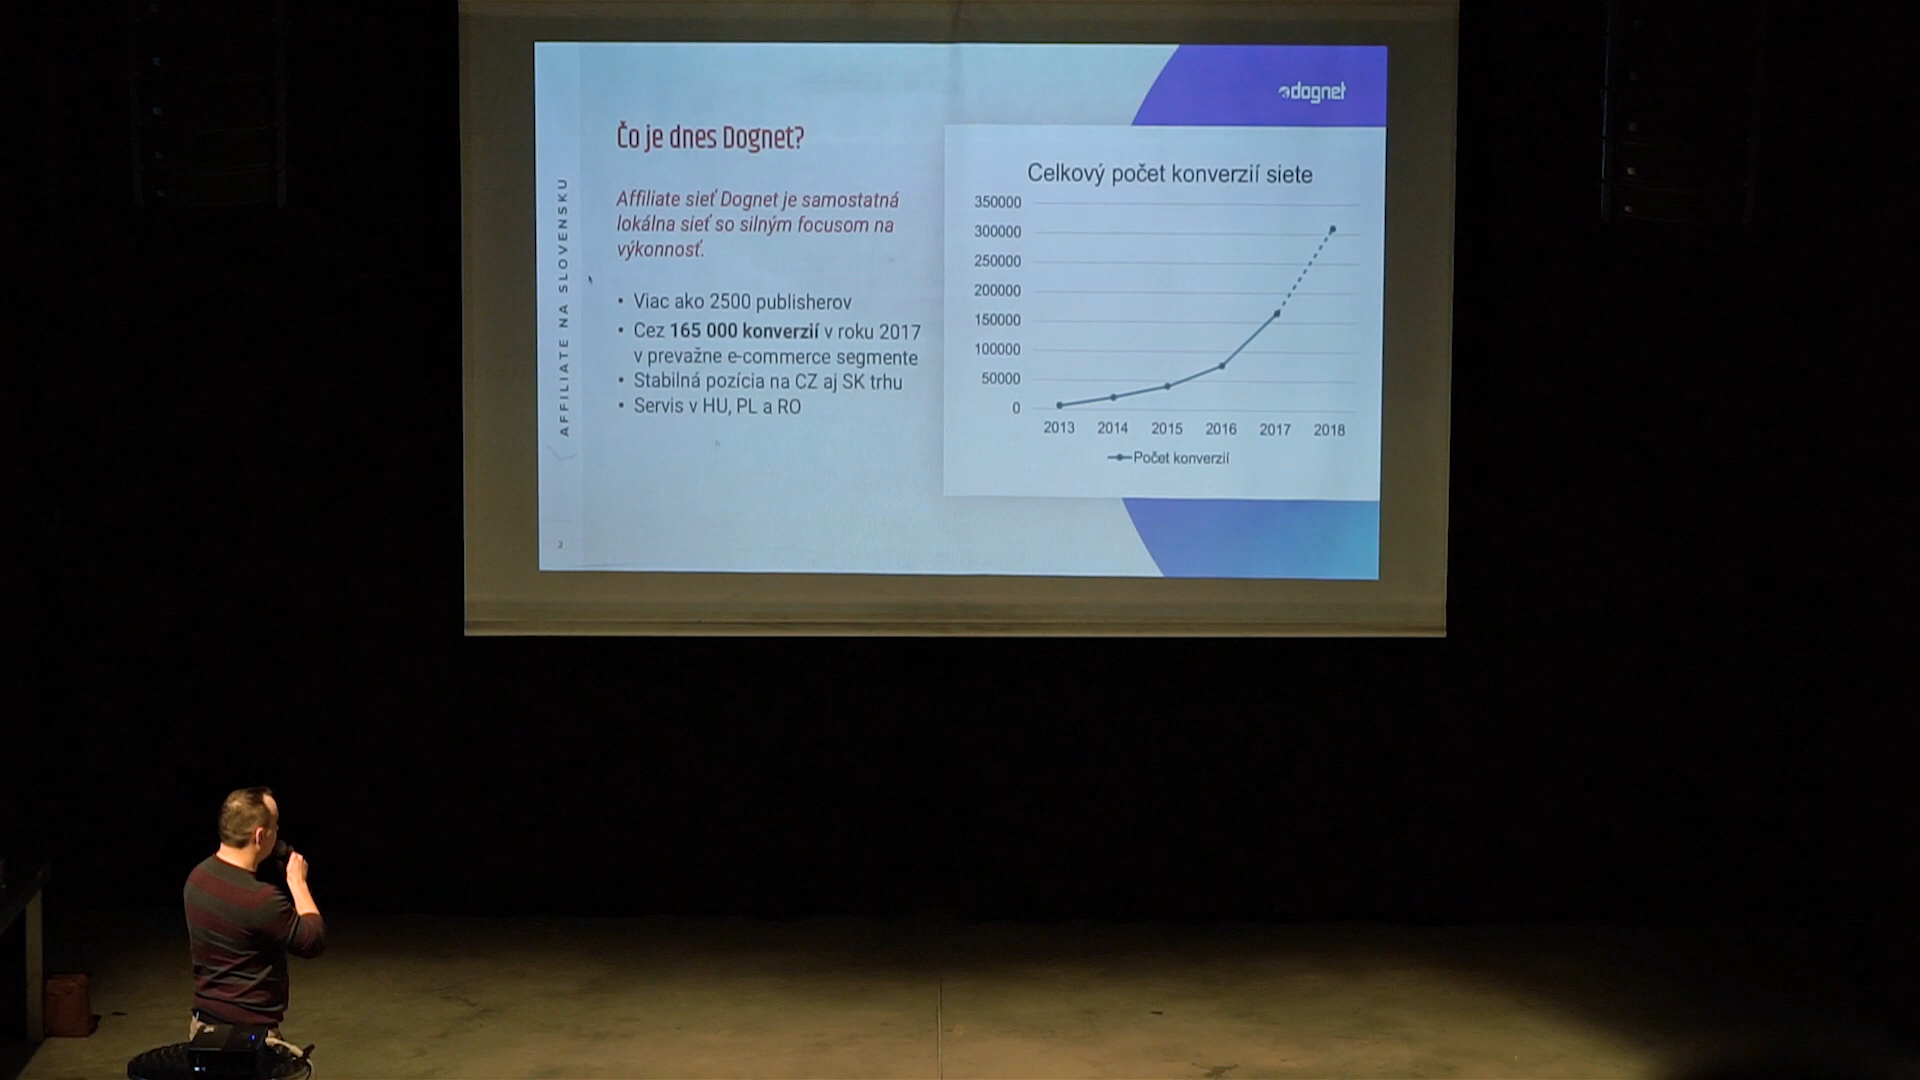 dognet
AFFILIATE NA SLOVENSKU
Čo je dnes Dognet?
Affiliate sieť Dognet je samostatná
lokálna sieť so silným focusom na
výkonnosť.
• Viac ako 2500 publisherov
• Cez 165 000 konverzií v roku 2017
v prevažne e-commerce segmente
• Stabilná pozícia na CZ aj SK trhu
• Servis v HU, PL a RO
2
Celkový počet konverzií siete
350000
300000
250000
200000
150000
100000
50000
0
2013 2014 2015 2016 2017 2018
Počet konverzií